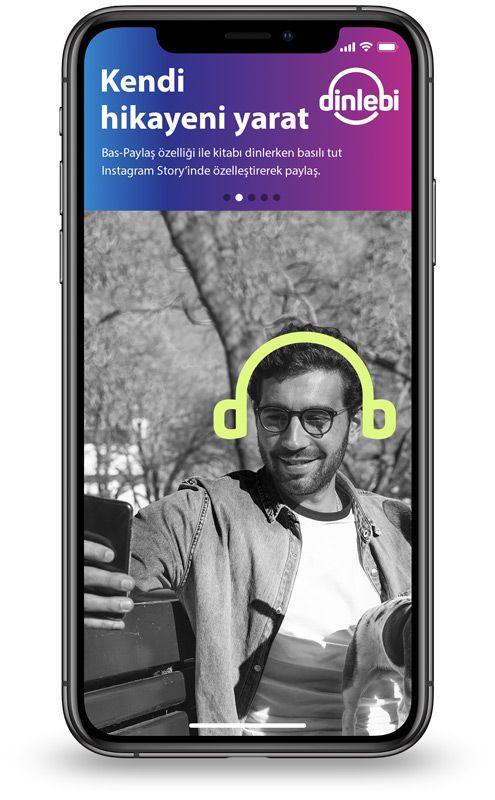 Kendi
hikayeni yarat
dinlebi
Bas-Paylaş özelliği ile kitabı dinlerken basılı tut
Instagram Story’inde özelleştirerek paylaş.